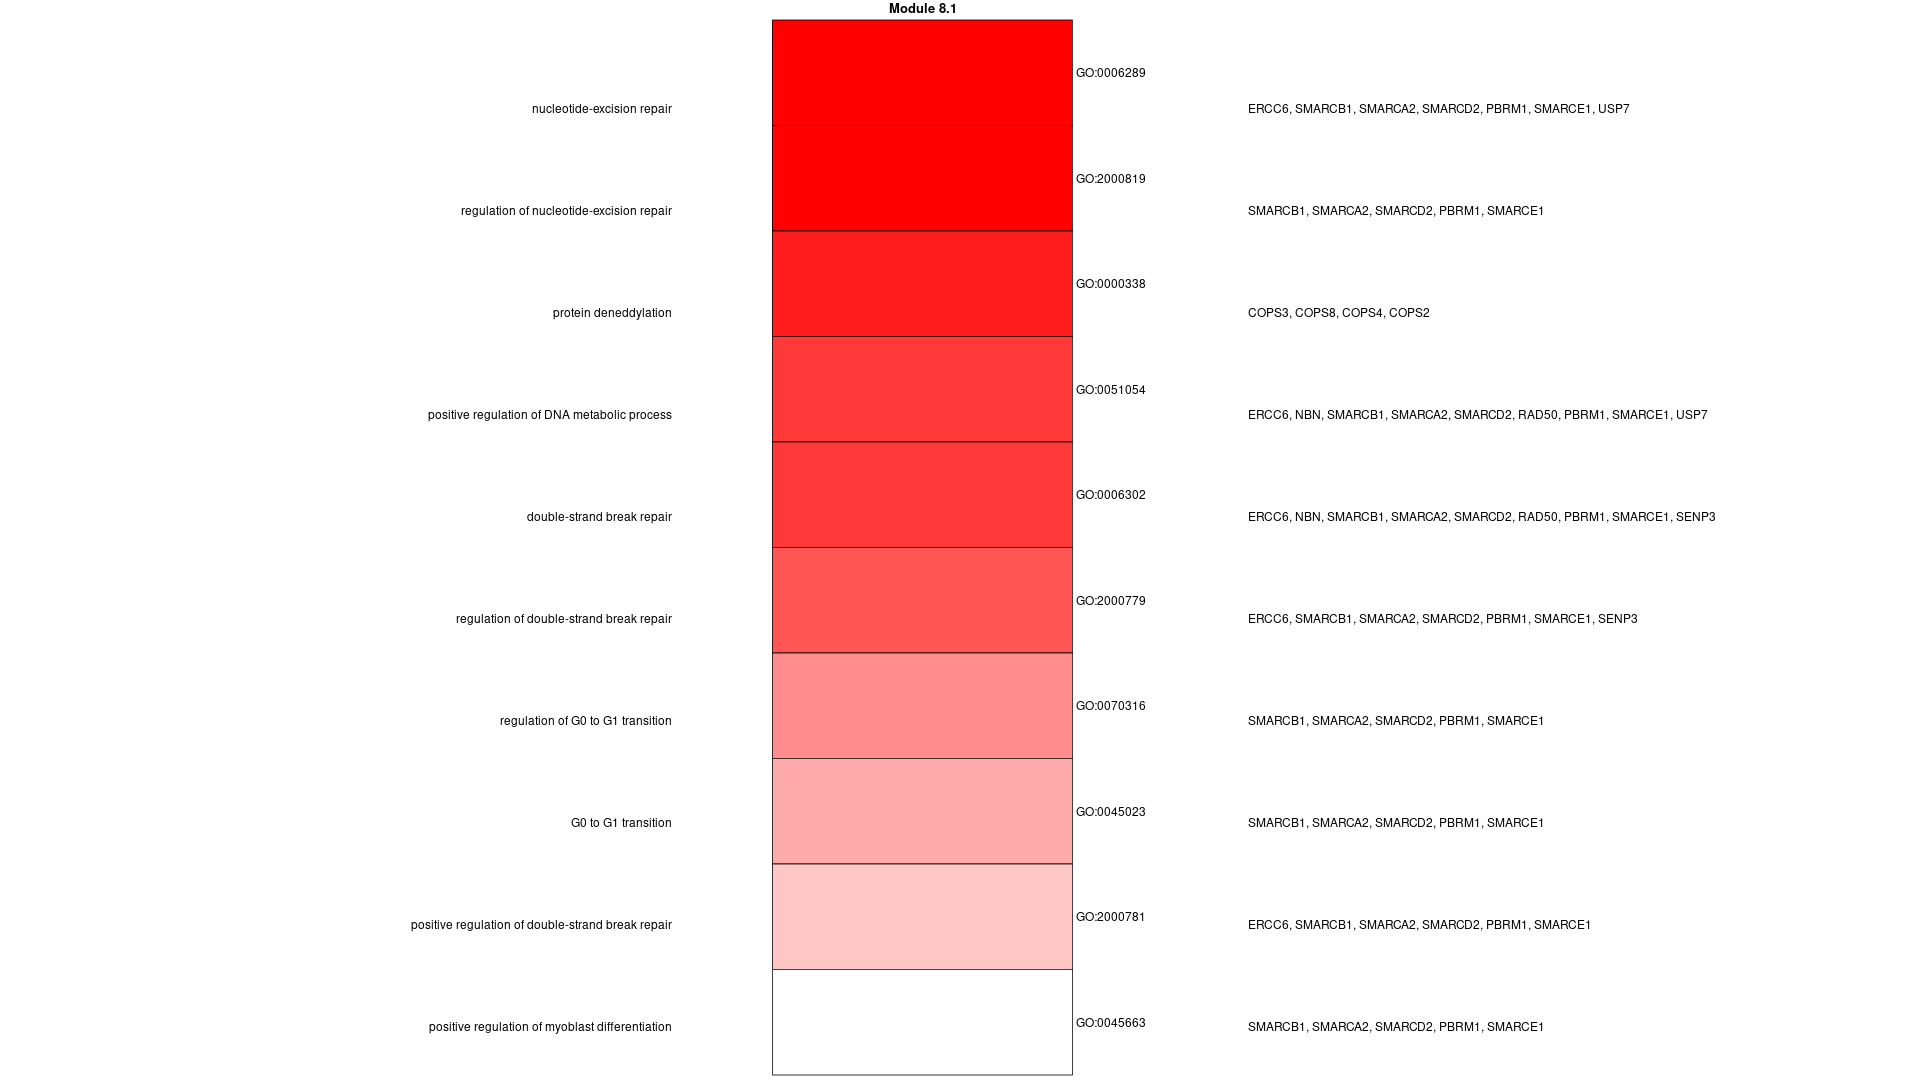 Module 8.1
GO:0006289
nucleotide-excision repair
ERCC6, SMARCB1, SMARCA2, SMARCD2, PBRM1, SMARCE1, USP7
GO:2000819
regulation of nucleotide-excision repair
SMARCB1, SMARCA2, SMARCD2, PBRM1, SMARCE1
GO:0000338
protein deneddylation
COPS3, COPS8, COPS4, COPS2
GO:0051054
positive regulation of DNA metabolic process
ERCC6, NBN, SMARCB1, SMARCA2, SMARCD2, RAD50, PBRM1, SMARCE1, USP7
GO:0006302
double-strand break repair
ERCC6, NBN, SMARCB1, SMARCA2, SMARCD2, RAD50, PBRM1, SMARCE1, SENP3
GO:2000779
regulation of double-strand break repair
ERCC6, SMARCB1, SMARCA2, SMARCD2, PBRM1, SMARCE1, SENP3
GO:0070316
regulation of G0 to G1 transition
SMARCB1, SMARCA2, SMARCD2, PBRM1, SMARCE1
GO:0045023
G0 to G1 transition
SMARCB1, SMARCA2, SMARCD2, PBRM1, SMARCE1
GO:2000781
positive regulation of double-strand break repair
ERCC6, SMARCB1, SMARCA2, SMARCD2, PBRM1, SMARCE1
GO:0045663
positive regulation of myoblast differentiation
SMARCB1, SMARCA2, SMARCD2, PBRM1, SMARCE1